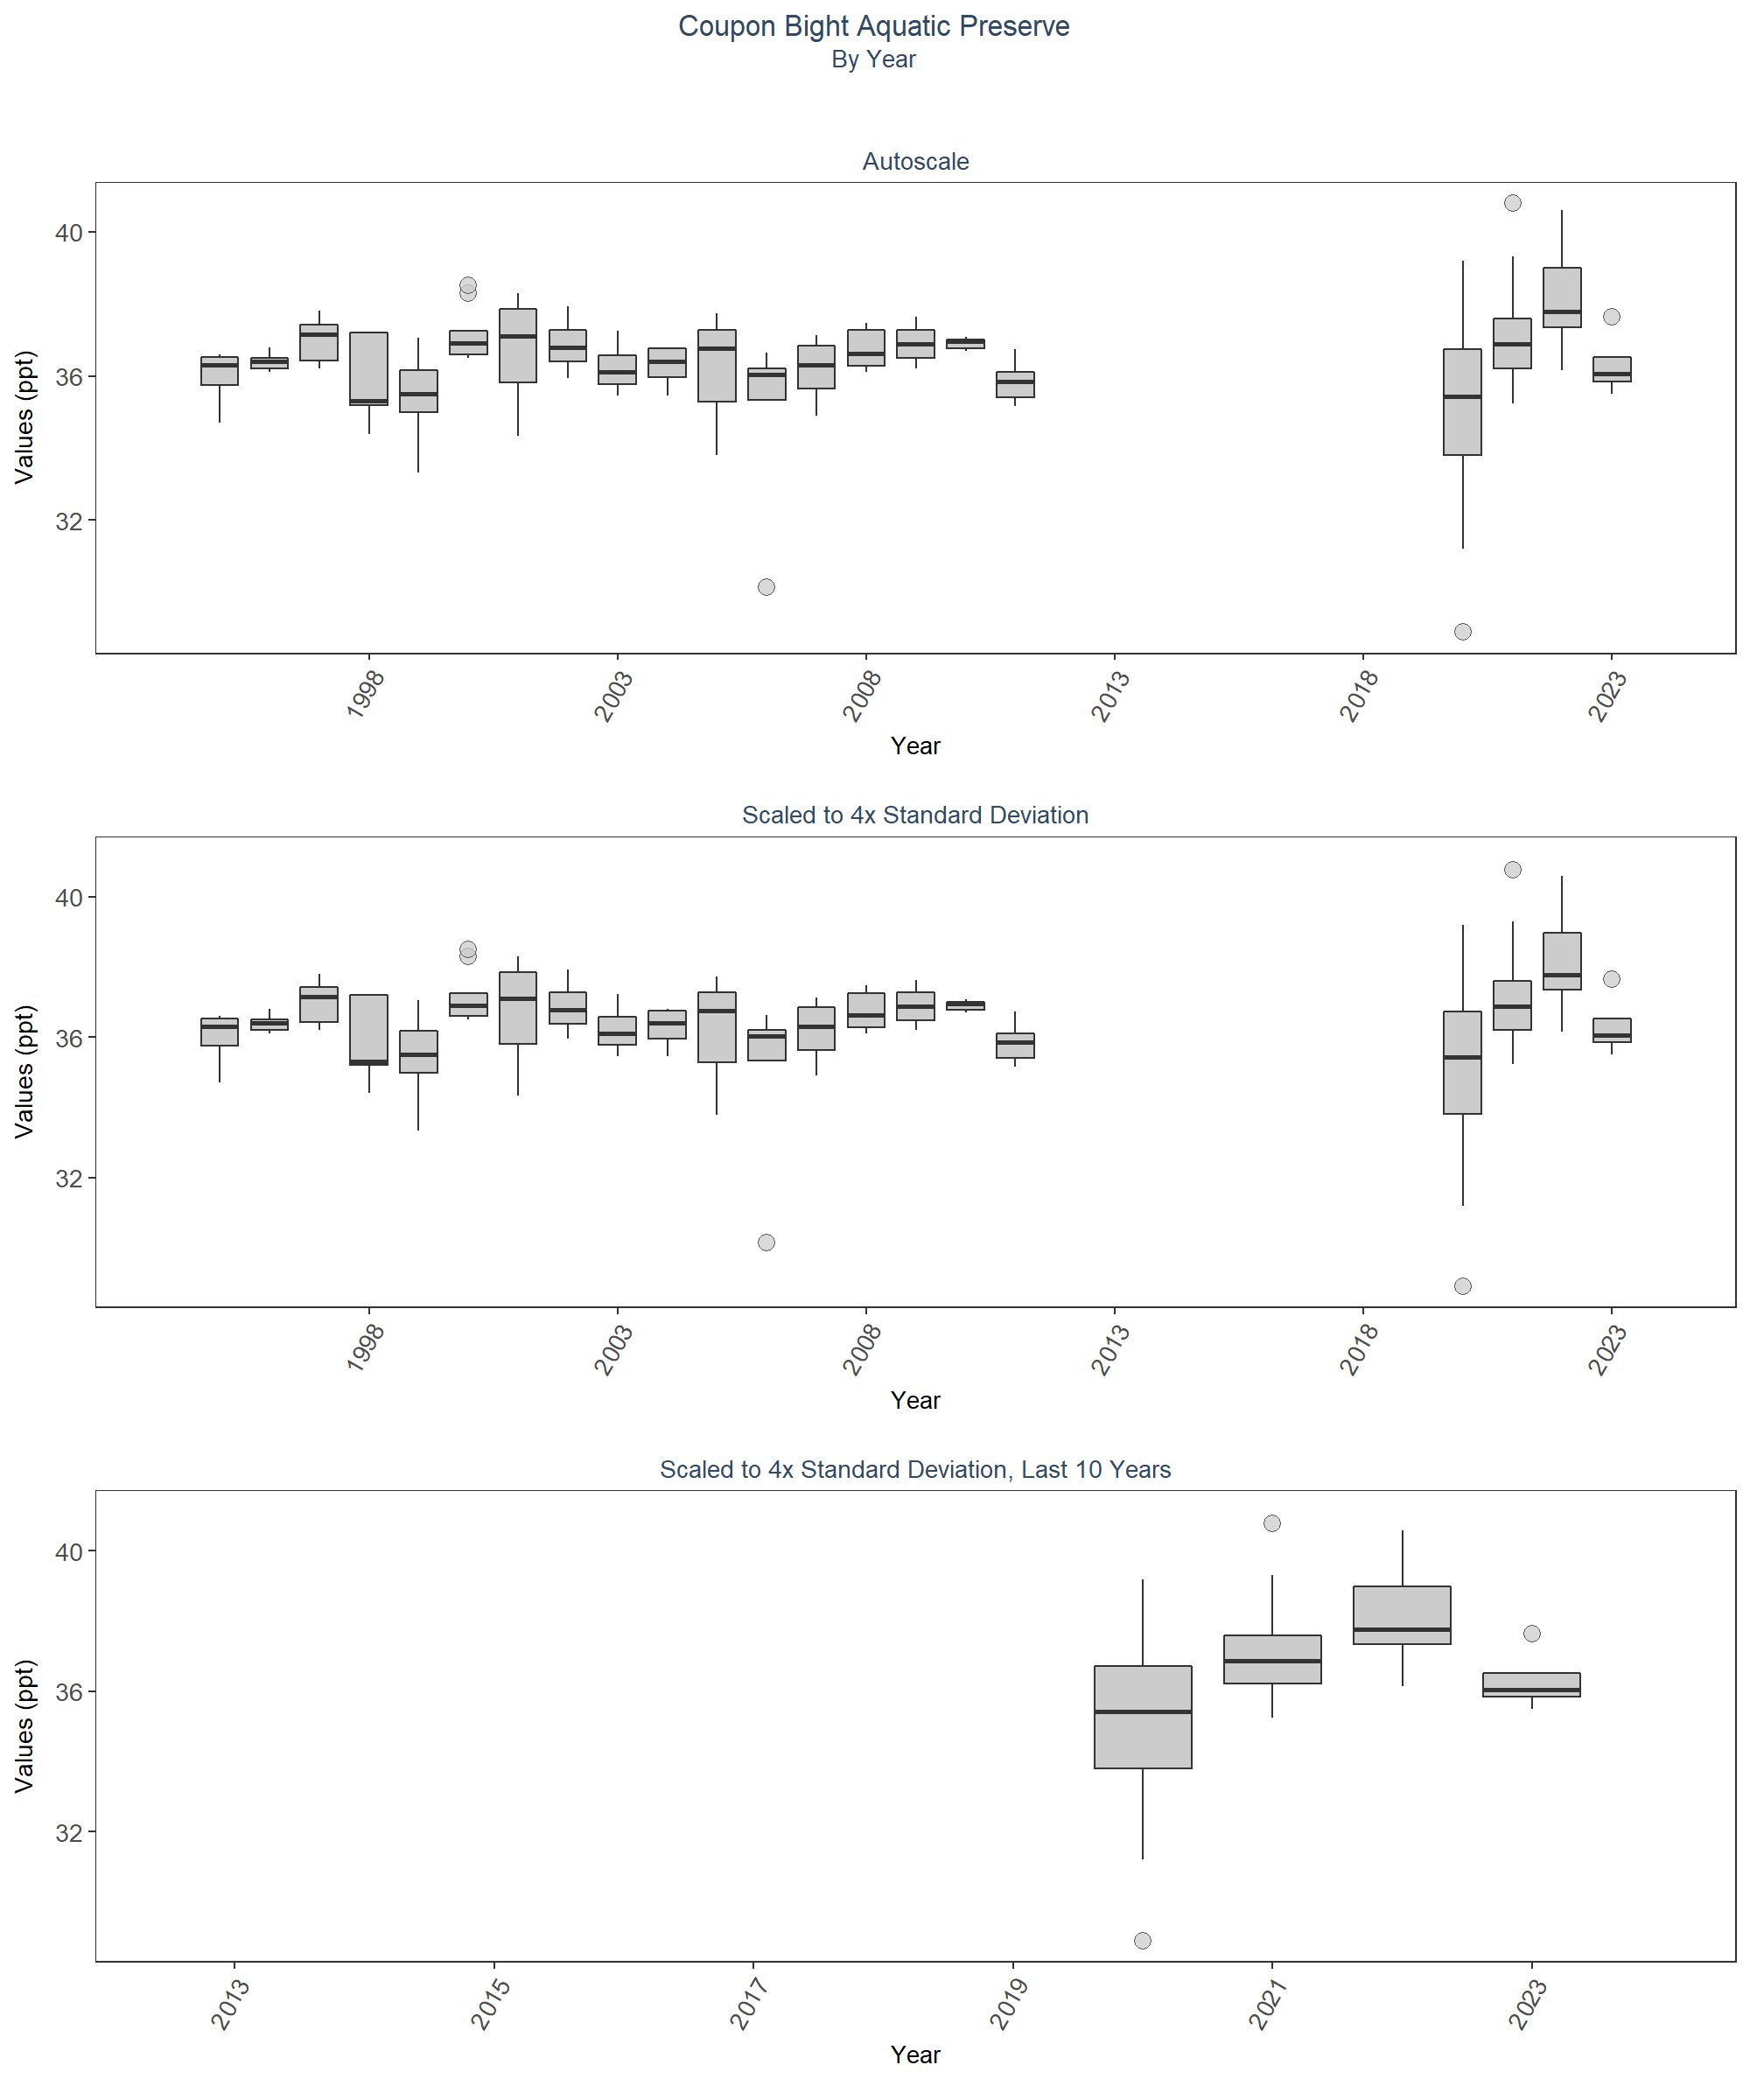 Coupon Bight Aquatic Preserve
By Year
Autoscale
Values (ppt)
40
36
32
1998
2003
2008
2013
2018
2023
Year
Scaled to 4x Standard Deviation
Values (ppt)
40
36
32
1998
2003
2008
2013
2018
2023
Year
Scaled to 4x Standard Deviation, Last 10 Years
Values (ppt)
40
36
32
2013
2015
2017
2019
2021
2023
Year